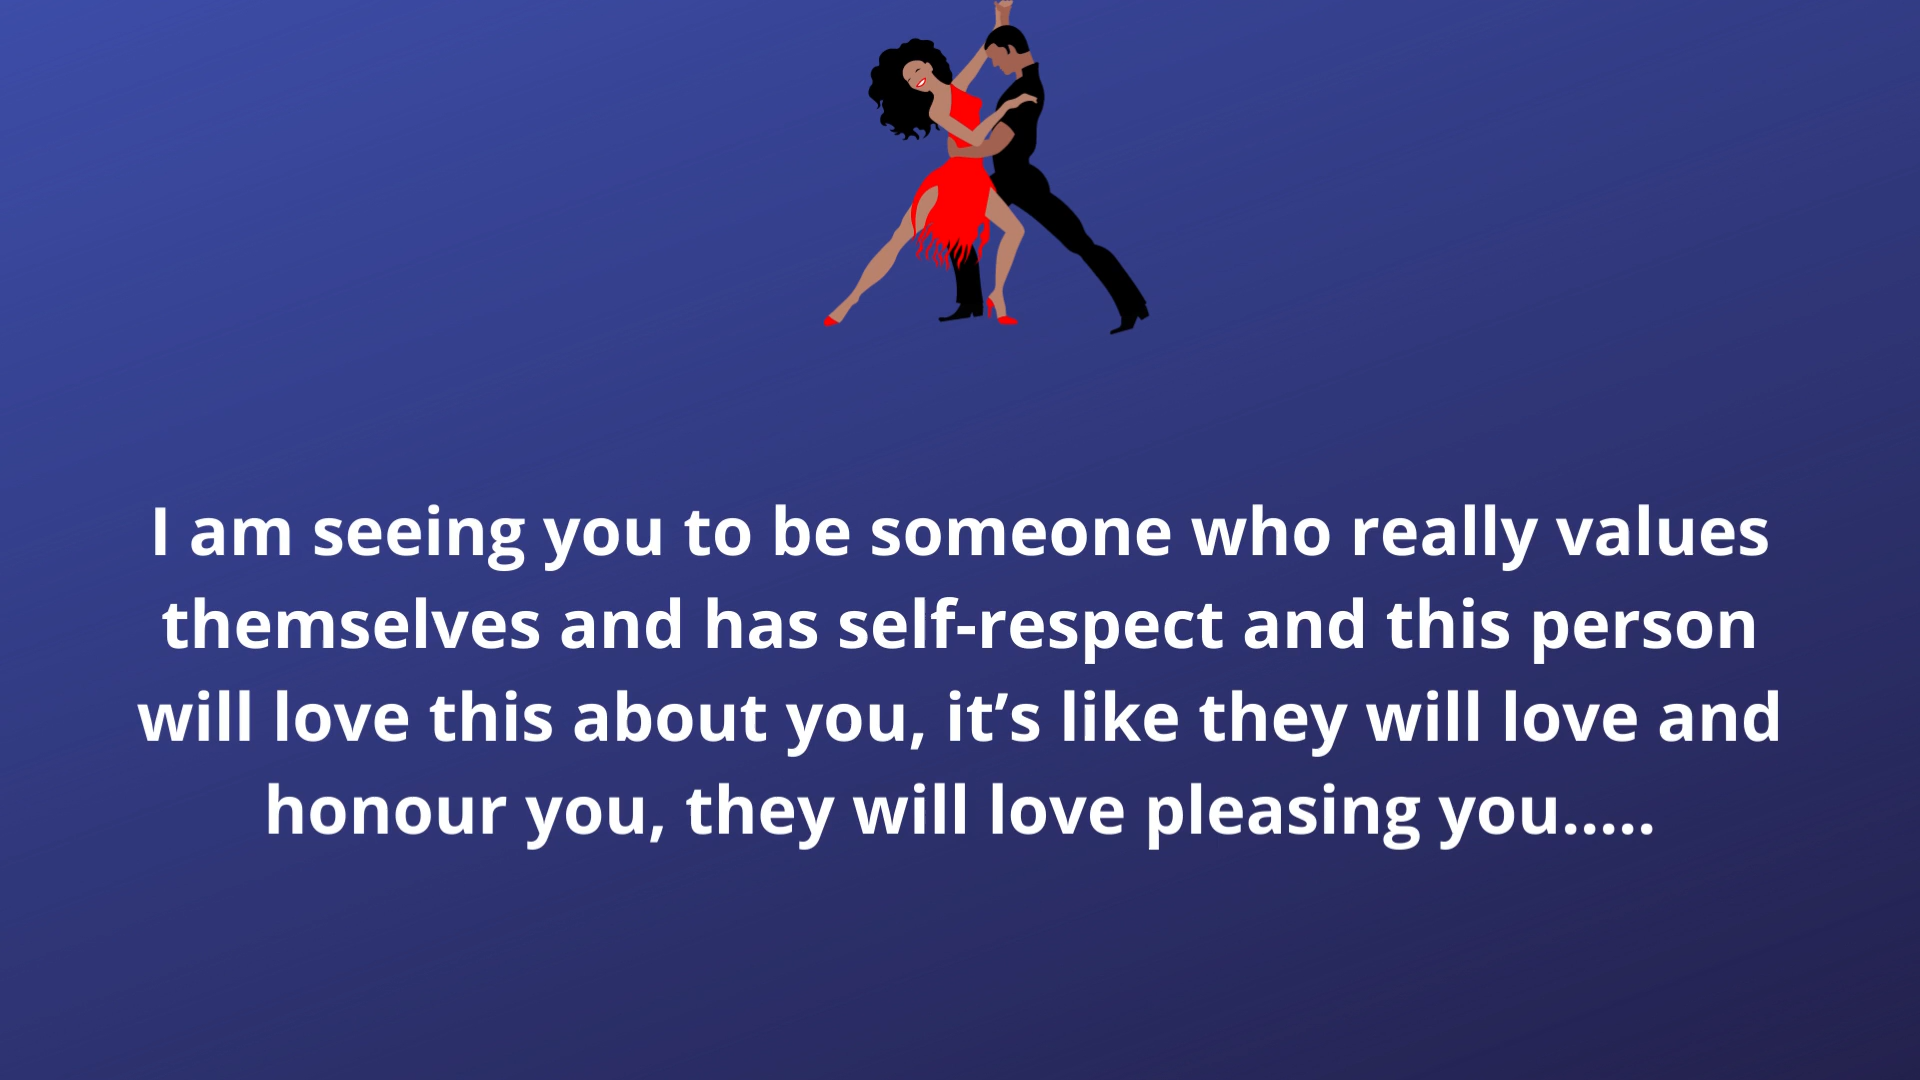 I am seeing you to be someone who really values
themselves and has self-respect and this person
will love this about you, it’s like they will love and
honour you, they will love pleasing you.....